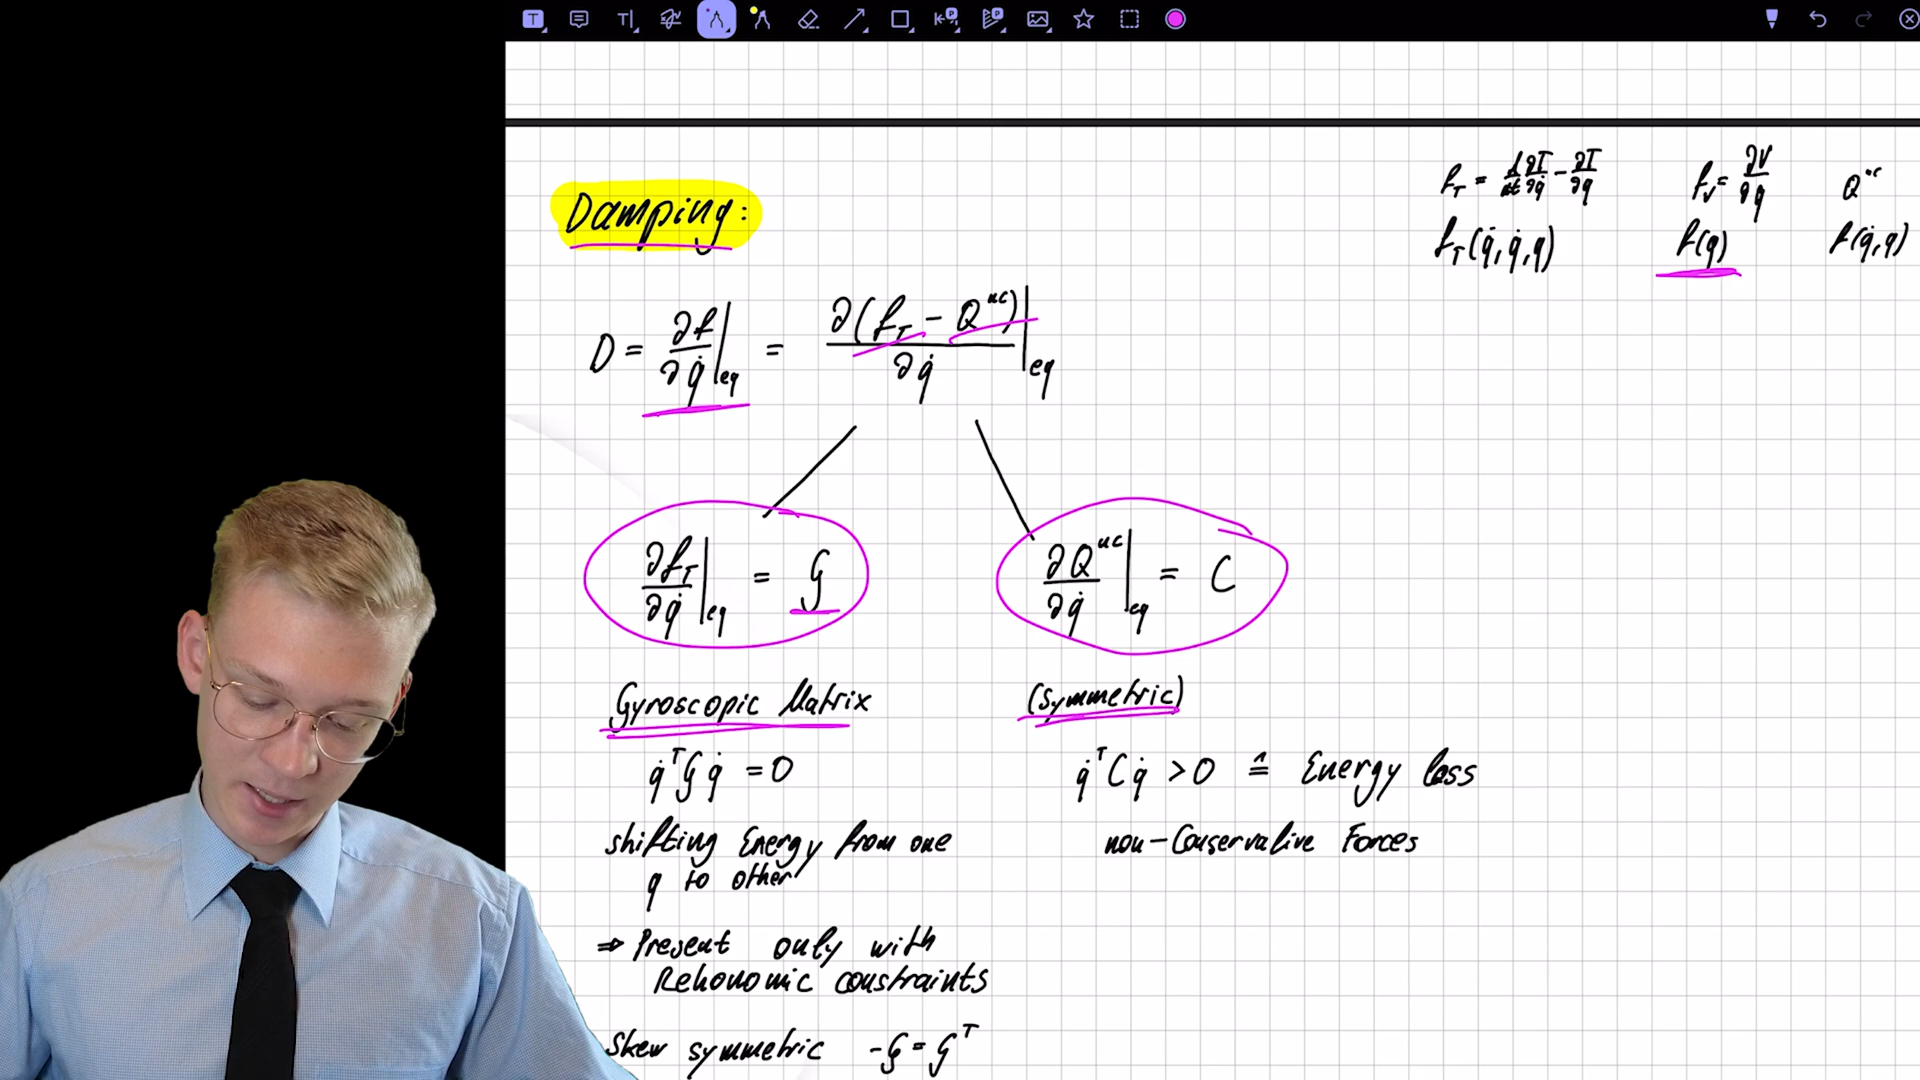 Damping:
f_T = d/dt ∂T/∂q̇ - ∂T/∂q   f_V = ∂V/∂q   Q^nc
f_T(q̈, q̇, q)   f(q)   f(q̇, q)
D = ∂f/∂q̇ |eq = ∂(f_T - Q^nc)/∂q̇ |eq
∂f_T/∂q̇ |eq = G   ∂Q^nc/∂q̇ |eq = C
Gyroscopic Matrix   (Symmetric)
q̇^T G q̇ = 0   q̇^T C q̇ > 0 ≙ Energy loss
shifting Energy from one   non-Conservative Forces
q to other
⇒ Present only with
Rehonomic constraints
Skew symmetric -G = G^T